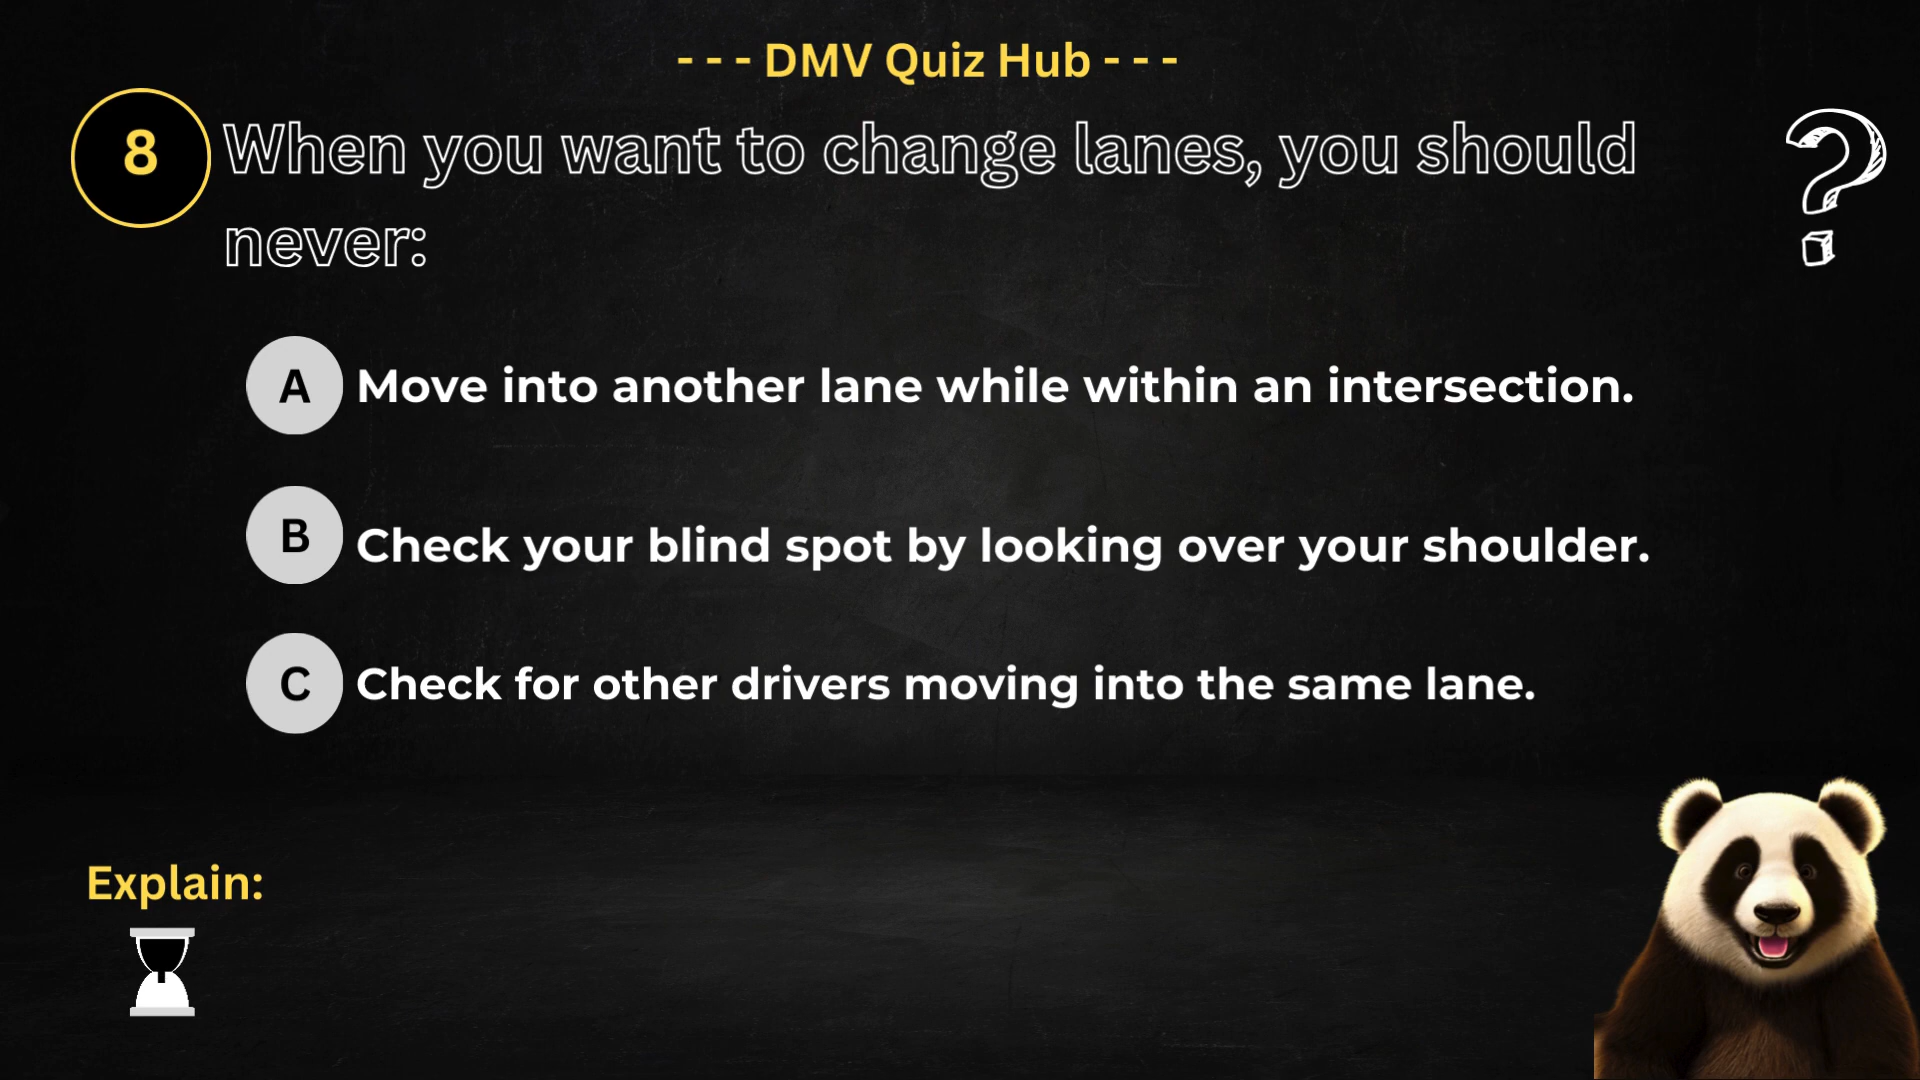 - - - DMV Quiz Hub - - -
8
When you want to change lanes, you should
never:
A
Move into another lane while within an intersection.
B
Check your blind spot by looking over your shoulder.
C
Check for other drivers moving into the same lane.
Explain:
?